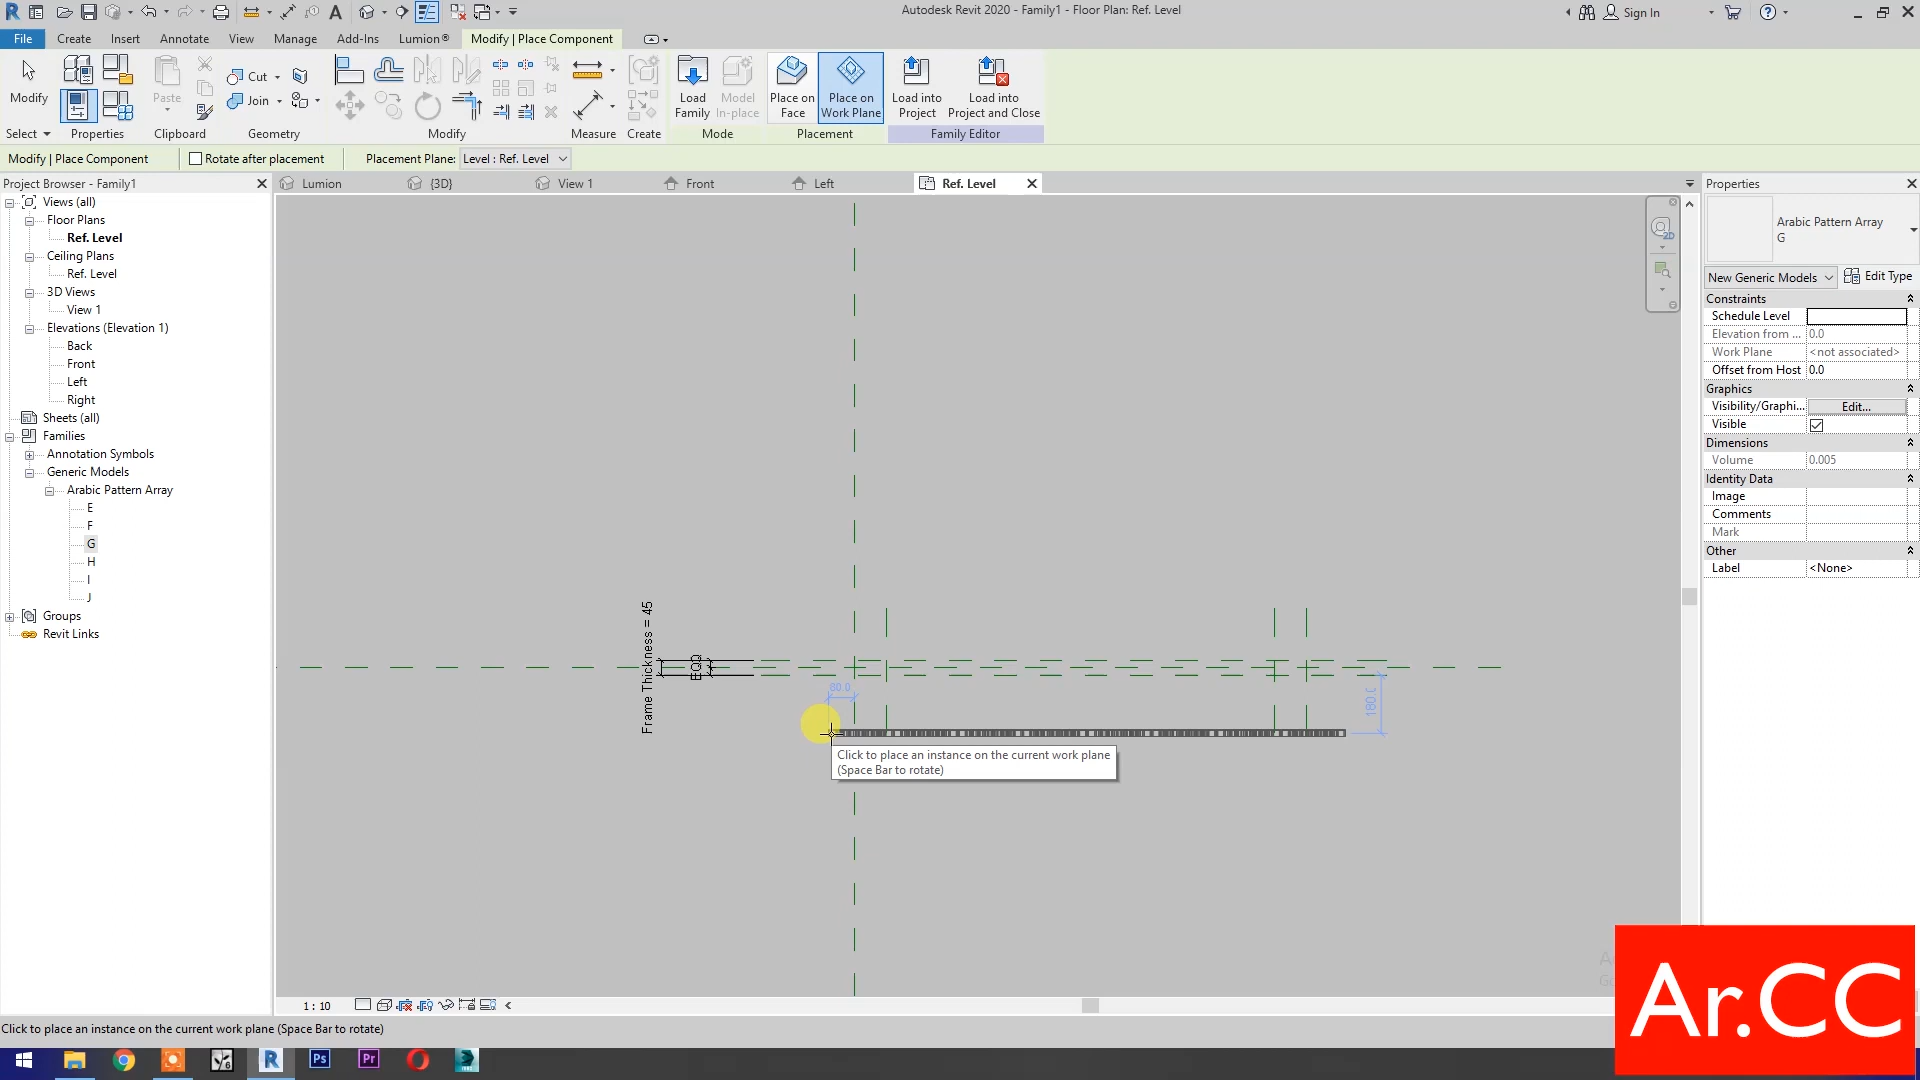 Autodesk Revit 2020 - Family1 - Floor Plan: Ref. Level
Sign In
File Create Insert Annotate View Manage Add-Ins Lumion® Modify | Place Component
Modify
Paste
Cut
Join
Load Family
Model In-place
Place on Face
Place on Work Plane
Load into Project
Load into Project and Close
Select Properties Clipboard Geometry Modify Measure Create Mode Placement Family Editor
Modify | Place Component
Rotate after placement
Placement Plane: Level : Ref. Level
Project Browser - Family1
Lumion {3D} View 1 Front Left Ref. Level
Views (all)
Floor Plans
Ref. Level
Ceiling Plans
Ref. Level
3D Views
View 1
Elevations (Elevation 1)
Back
Front
Left
Right
Sheets (all)
Families
Annotation Symbols
Generic Models
Arabic Pattern Array
E
F
G
H
I
J
Groups
Revit Links
Frame Thickness = 45
EQ
80.0
180.0
Click to place an instance on the current work plane
(Space Bar to rotate)
2D
Properties
Arabic Pattern Array
G
New Generic Models
Edit Type
Constraints
Schedule Level
Elevation from ... 0.0
Work Plane <not associated>
Offset from Host 0.0
Graphics
Visibility/Graphi... Edit...
Visible
Dimensions
Volume 0.005
Identity Data
Image
Comments
Mark
Other
Label <None>
1 : 10
Click to place an instance on the current work plane (Space Bar to rotate)
Ps
Pr
Ar.CC